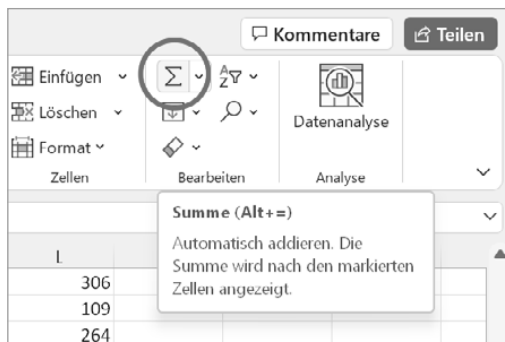 Kommentare
Teilen
Einfügen
Löschen
Format
Zellen
Σ
A
Z
Bearbeiten
Datenanalyse
Analyse
Summe (Alt+=)
Automatisch addieren. Die
Summe wird nach den markierten
Zellen angezeigt.
L
306
109
264